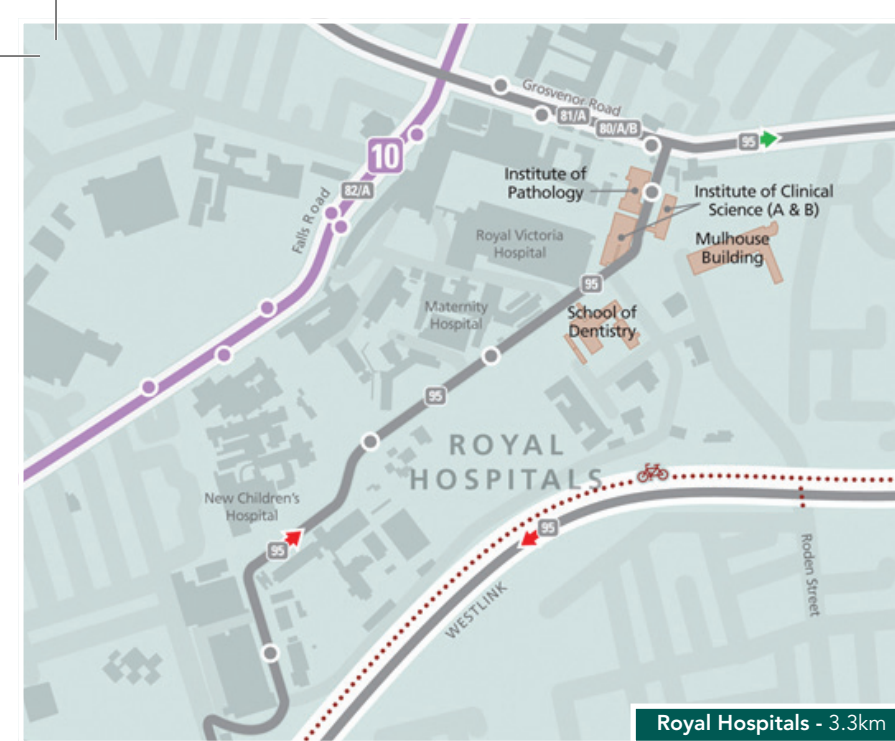 Grosvenor Road
81/A
80/A/B
95
10
82/A
Falls Road
Institute of
Pathology
Institute of Clinical
Science (A & B)
Royal Victoria
Hospital
Mulhouse
Building
95
Maternity
Hospital
School of
Dentistry
95
ROYAL
HOSPITALS
New Children's
Hospital
95
95
WESTLINK
Roden Street
Royal Hospitals - 3.3km